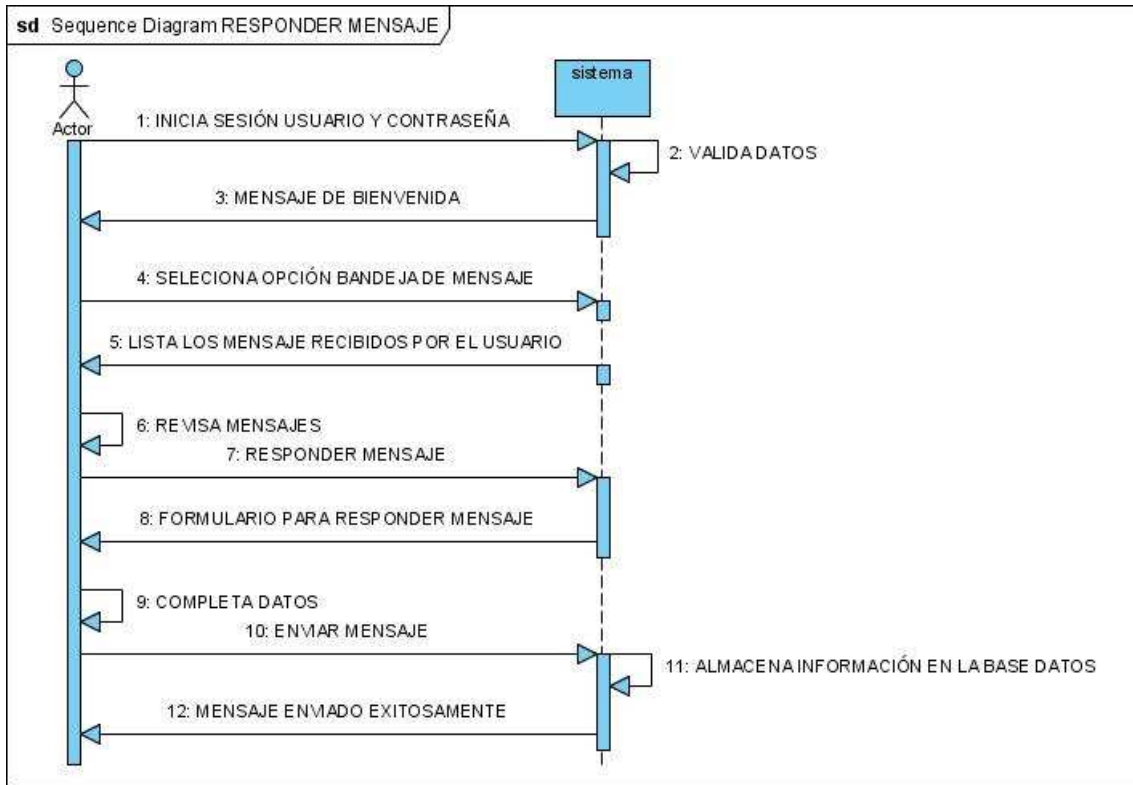 sd Sequence Diagram RESPONDER MENSAJE
sistema
Actor
1: INICIA SESIÓN USUARIO Y CONTRASEÑA
2: VALIDA DATOS
3: MENSAJE DE BIENVENIDA
4: SELECIONA OPCIÓN BANDEJA DE MENSAJE
5: LISTA LOS MENSAJE RECIBIDOS POR EL USUARIO
6: REVISA MENSAJES
7: RESPONDER MENSAJE
8: FORMULARIO PARA RESPONDER MENSAJE
9: COMPLETA DATOS
10: ENVIAR MENSAJE
11: ALMACENA INFORMACIÓN EN LA BASE DATOS
12: MENSAJE ENVIADO EXITOSAMENTE